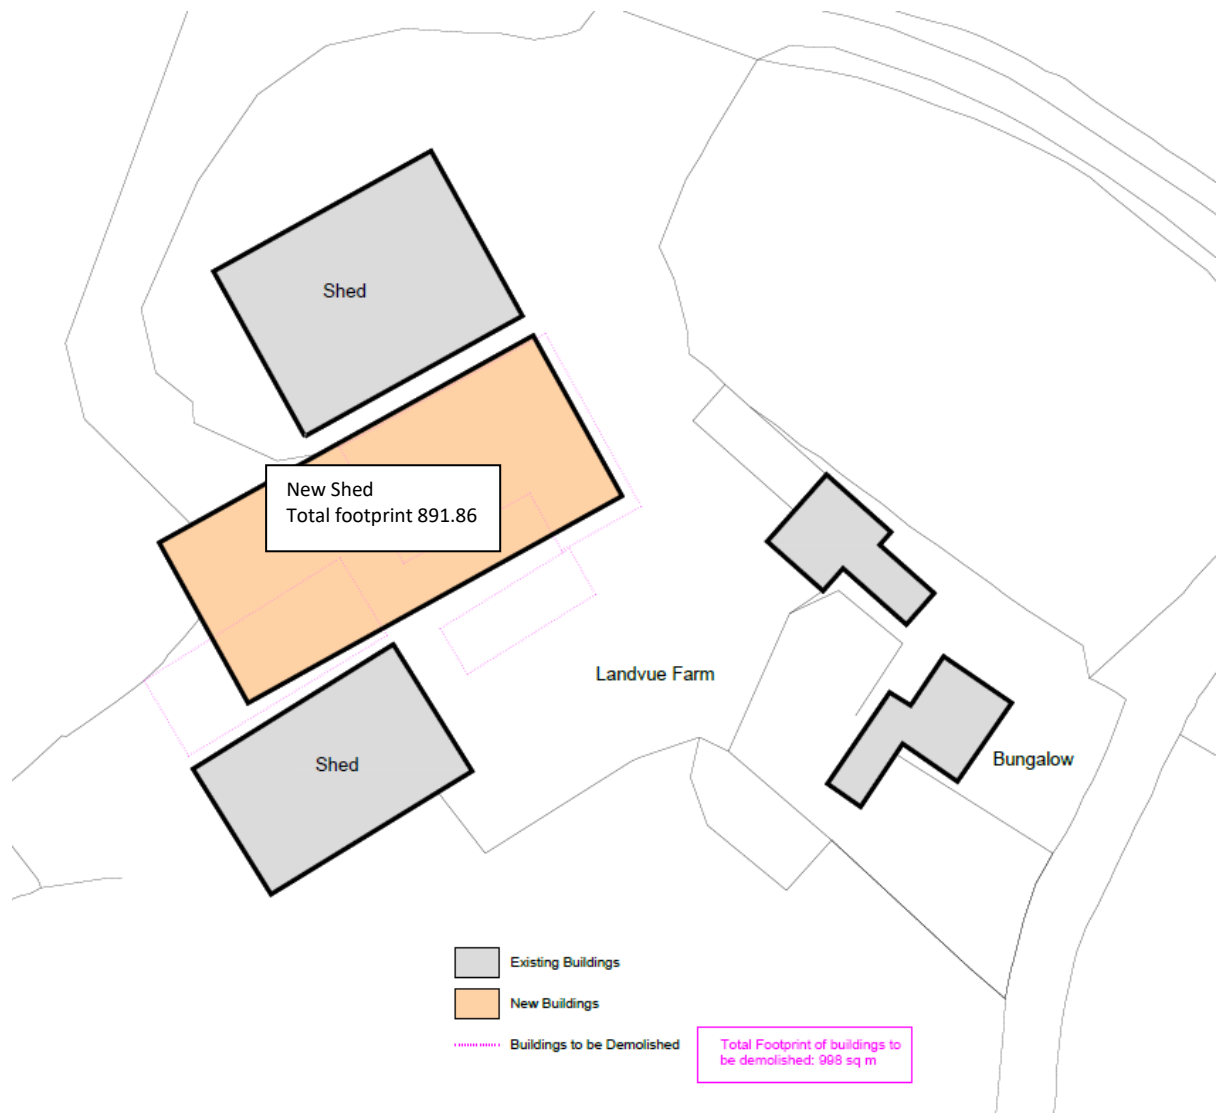 Shed
New Shed
Total footprint 891.86
Landvue Farm
Shed
Bungalow
Existing Buildings
New Buildings
Buildings to be Demolished
Total Footprint of buildings to
be demolished: 998 sq m